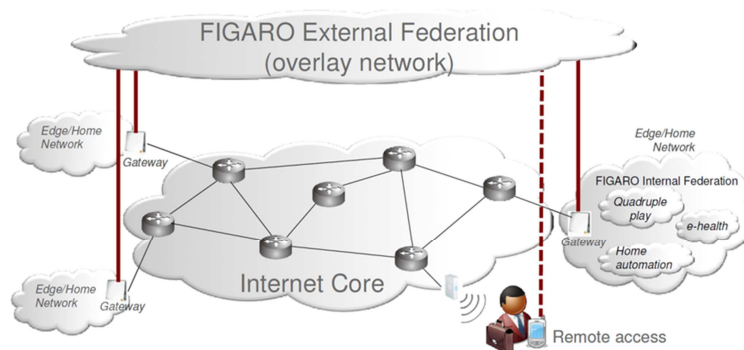 FIGARO External Federation
(overlay network)
Edge/Home
Network
Gateway
Edge/Home
Network
FIGARO Internal Federation
Quadruple
play
e-health
Gateway
Home
automation
Internet Core
Edge/Home
Network
Gateway
Remote access